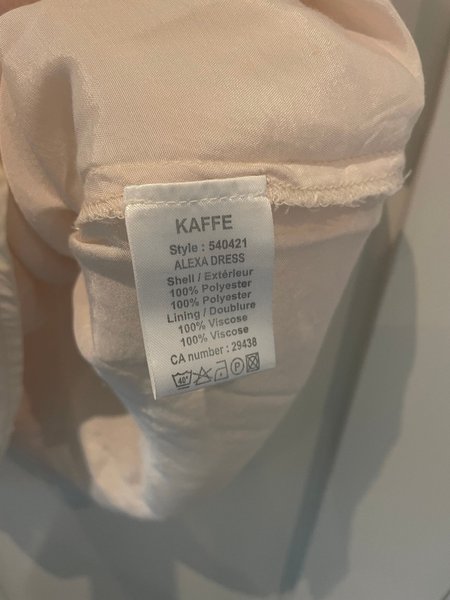 KAFFE
Style : 540421
ALEXA DRESS
Shell / Extérieur
100% Polyester
100% Polyester
Lining / Doublure
100% Viscose
100% Viscose
CA number : 29438
40° P